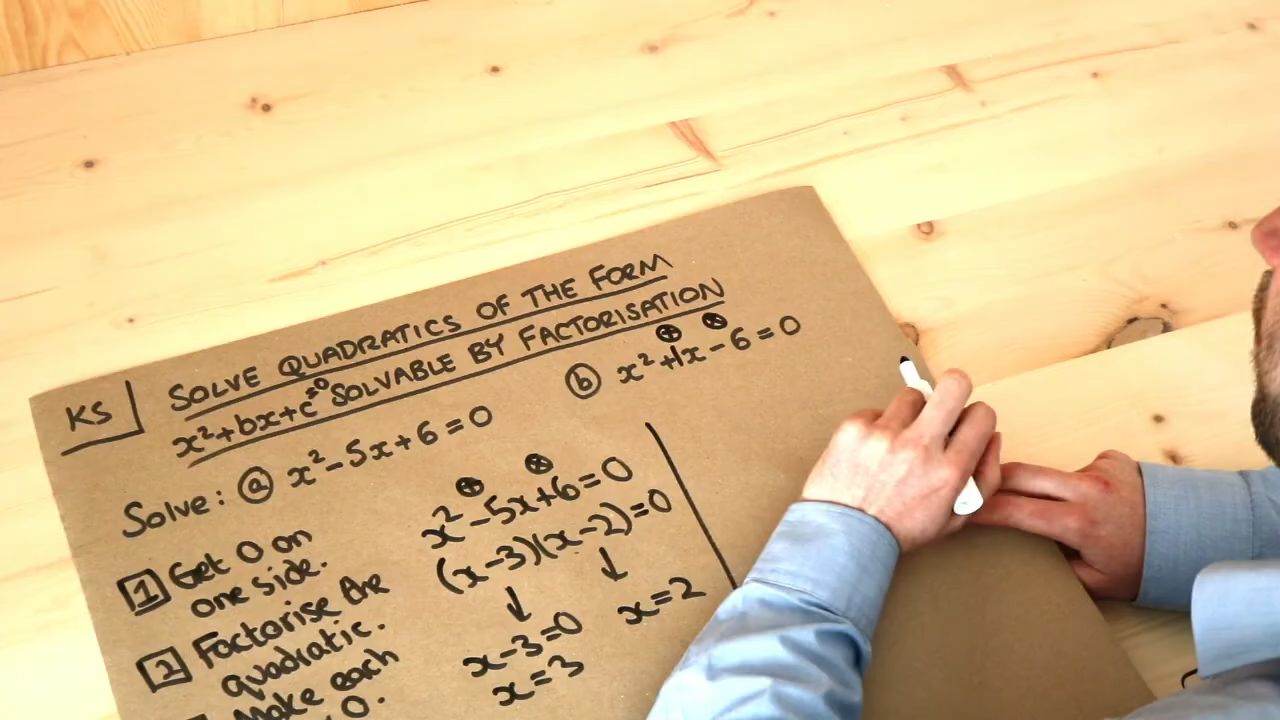 KS
SOLVE QUADRATICS OF THE FORM
x²+bx+c=0 SOLVABLE BY FACTORISATION
Solve: ⓐ x²-5x+6=0
ⓑ x²+1x-6=0
1 Get 0 on
one side.
2 Factorise the
quadratic.
Make each
0.
⊕ ⊗
x²-5x+6=0
(x-3)(x-2)=0
↓ ↓
x-3=0 x=2
x=3
⊕ ⊗